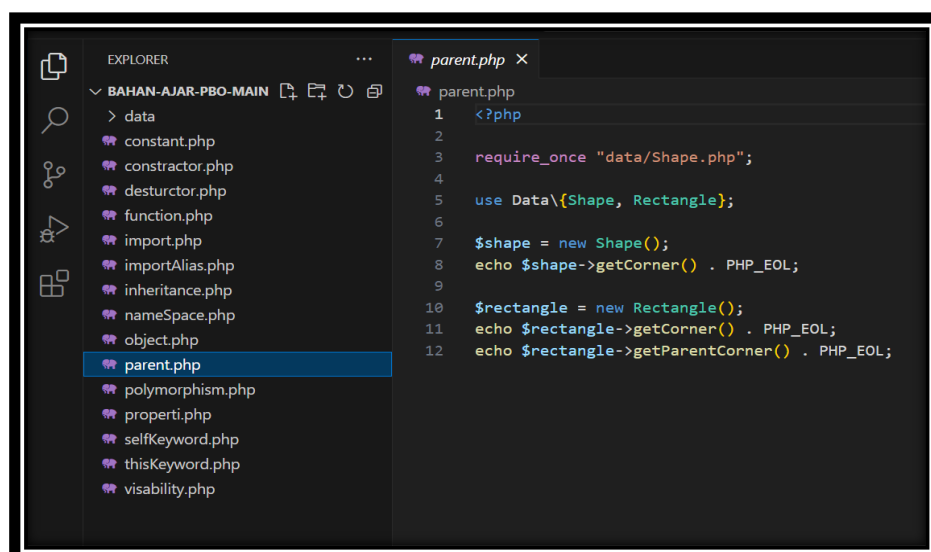 EXPLORER
...
BAHAN-AJAR-PBO-MAIN
data
constant.php
constractor.php
desturctor.php
function.php
import.php
importAlias.php
inheritance.php
nameSpace.php
object.php
parent.php
polymorphism.php
properti.php
selfKeyword.php
thisKeyword.php
visability.php
parent.php
parent.php
1 <?php
2
3 require_once "data/Shape.php";
4
5 use Data\{Shape, Rectangle};
6
7 $shape = new Shape();
8 echo $shape->getCorner() . PHP_EOL;
9
10 $rectangle = new Rectangle();
11 echo $rectangle->getCorner() . PHP_EOL;
12 echo $rectangle->getParentCorner() . PHP_EOL;